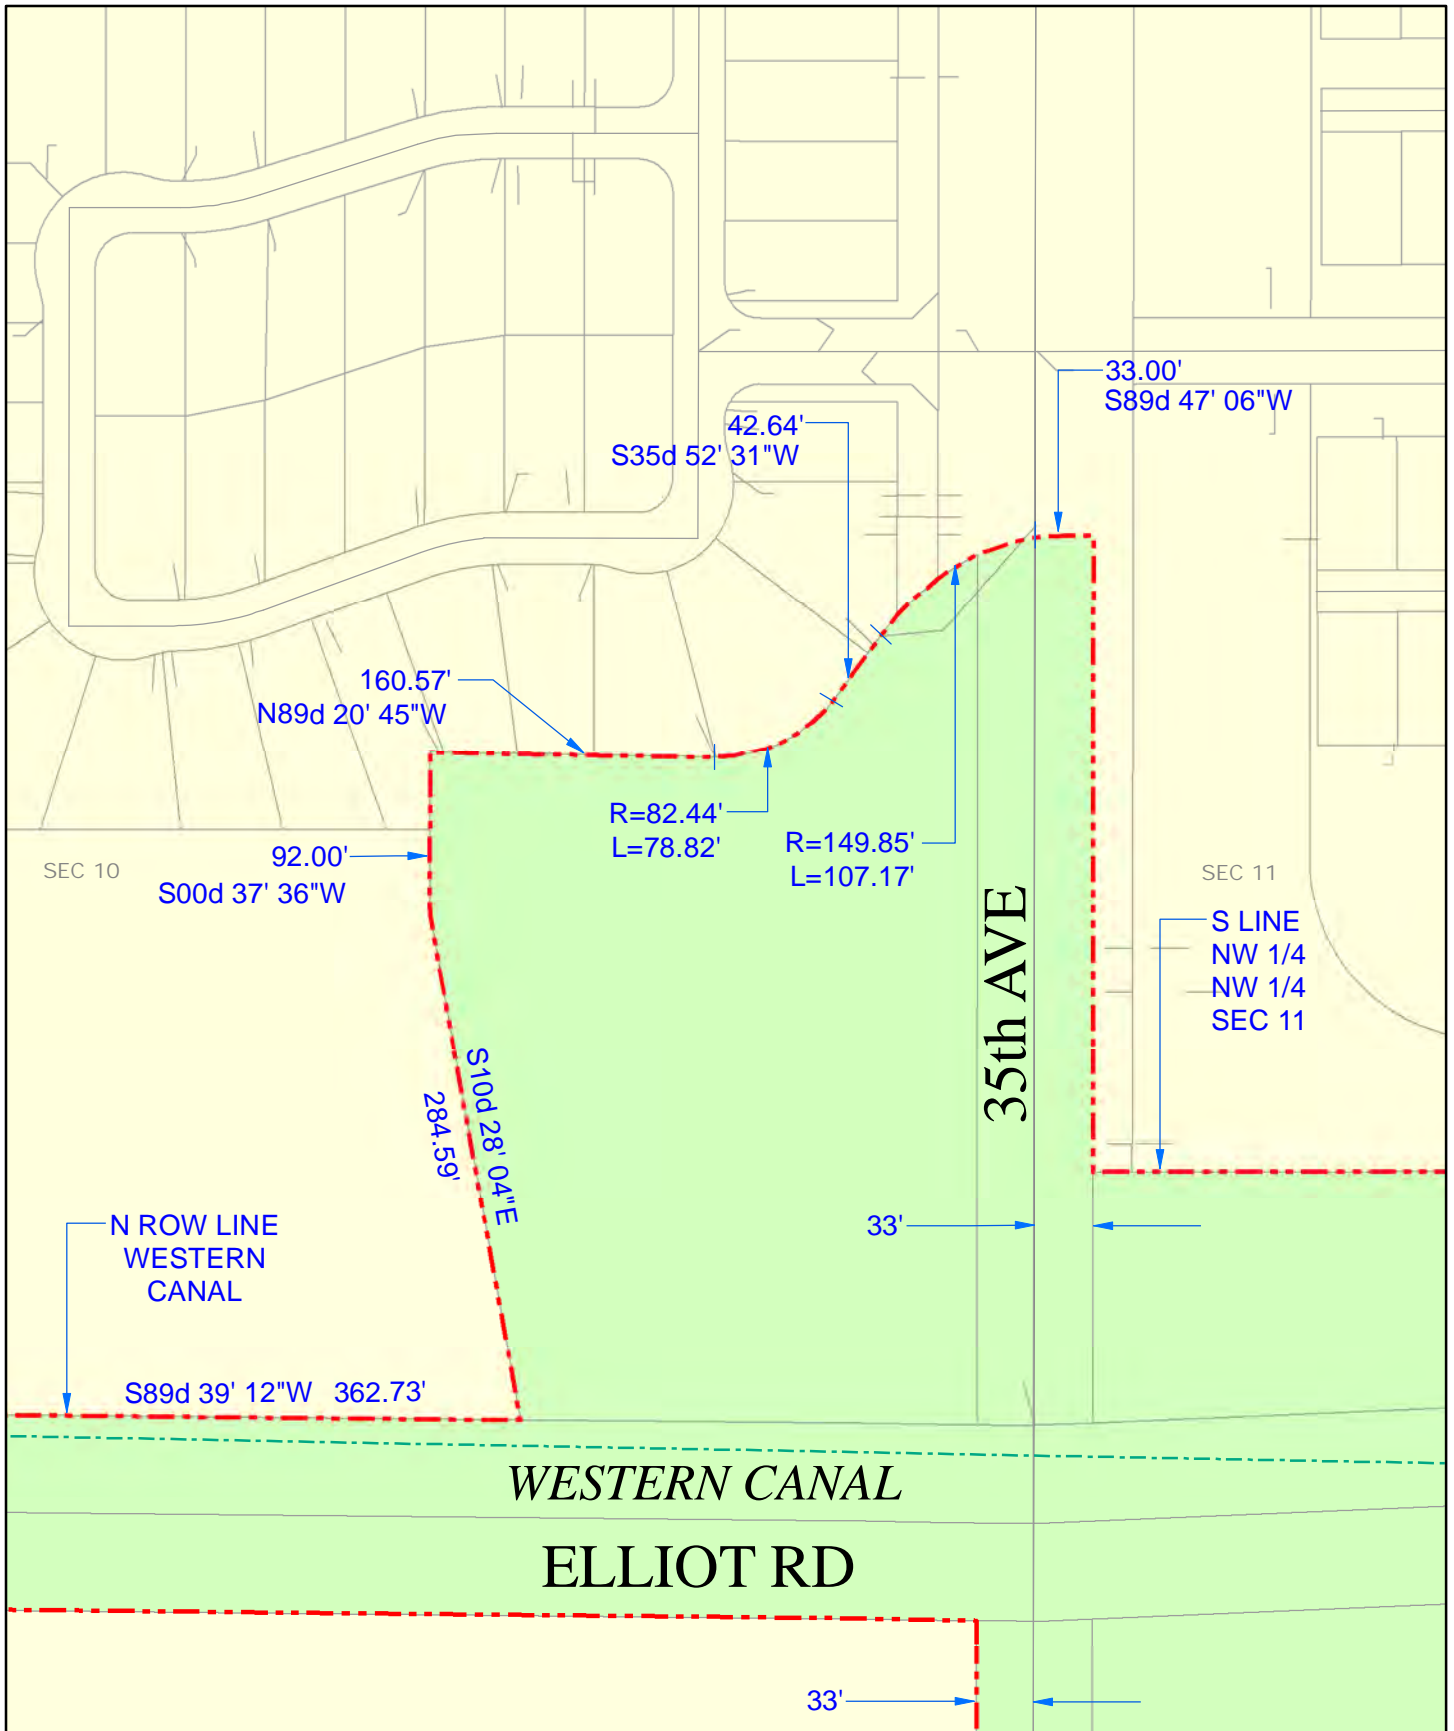 33.00'
S89d 47' 06"W
42.64'
S35d 52' 31"W
160.57'
N89d 20' 45"W
R=82.44'
L=78.82'
R=149.85'
L=107.17'
92.00'
S00d 37' 36"W
SEC 10
SEC 11
S LINE
NW 1/4
NW 1/4
SEC 11
35th AVE
S10d 28' 04"E
284.59'
33'
N ROW LINE
WESTERN
CANAL
S89d 39' 12"W 362.73'
WESTERN CANAL
ELLIOT RD
33'